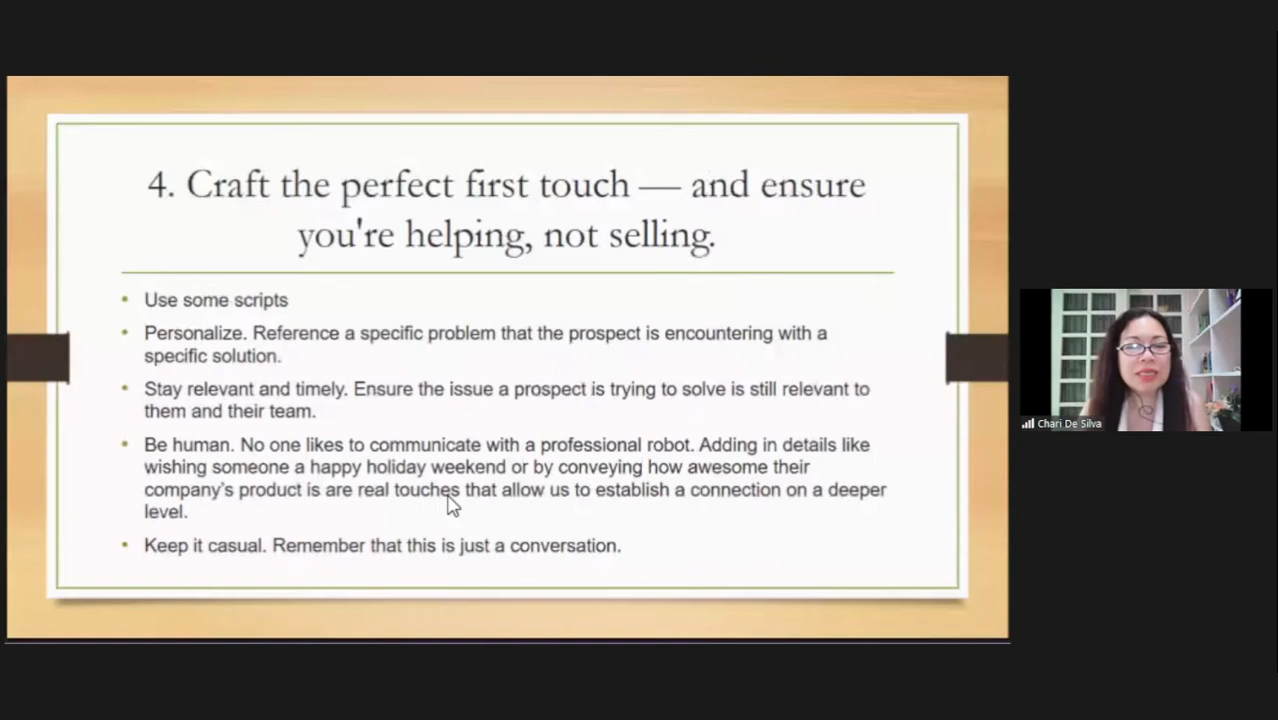 4. Craft the perfect first touch — and ensure
you're helping, not selling.
• Use some scripts
• Personalize. Reference a specific problem that the prospect is encountering with a
specific solution.
• Stay relevant and timely. Ensure the issue a prospect is trying to solve is still relevant to
them and their team.
• Be human. No one likes to communicate with a professional robot. Adding in details like
wishing someone a happy holiday weekend or by conveying how awesome their
company's product is are real touches that allow us to establish a connection on a deeper
level.
• Keep it casual. Remember that this is just a conversation.
Chari De Silva